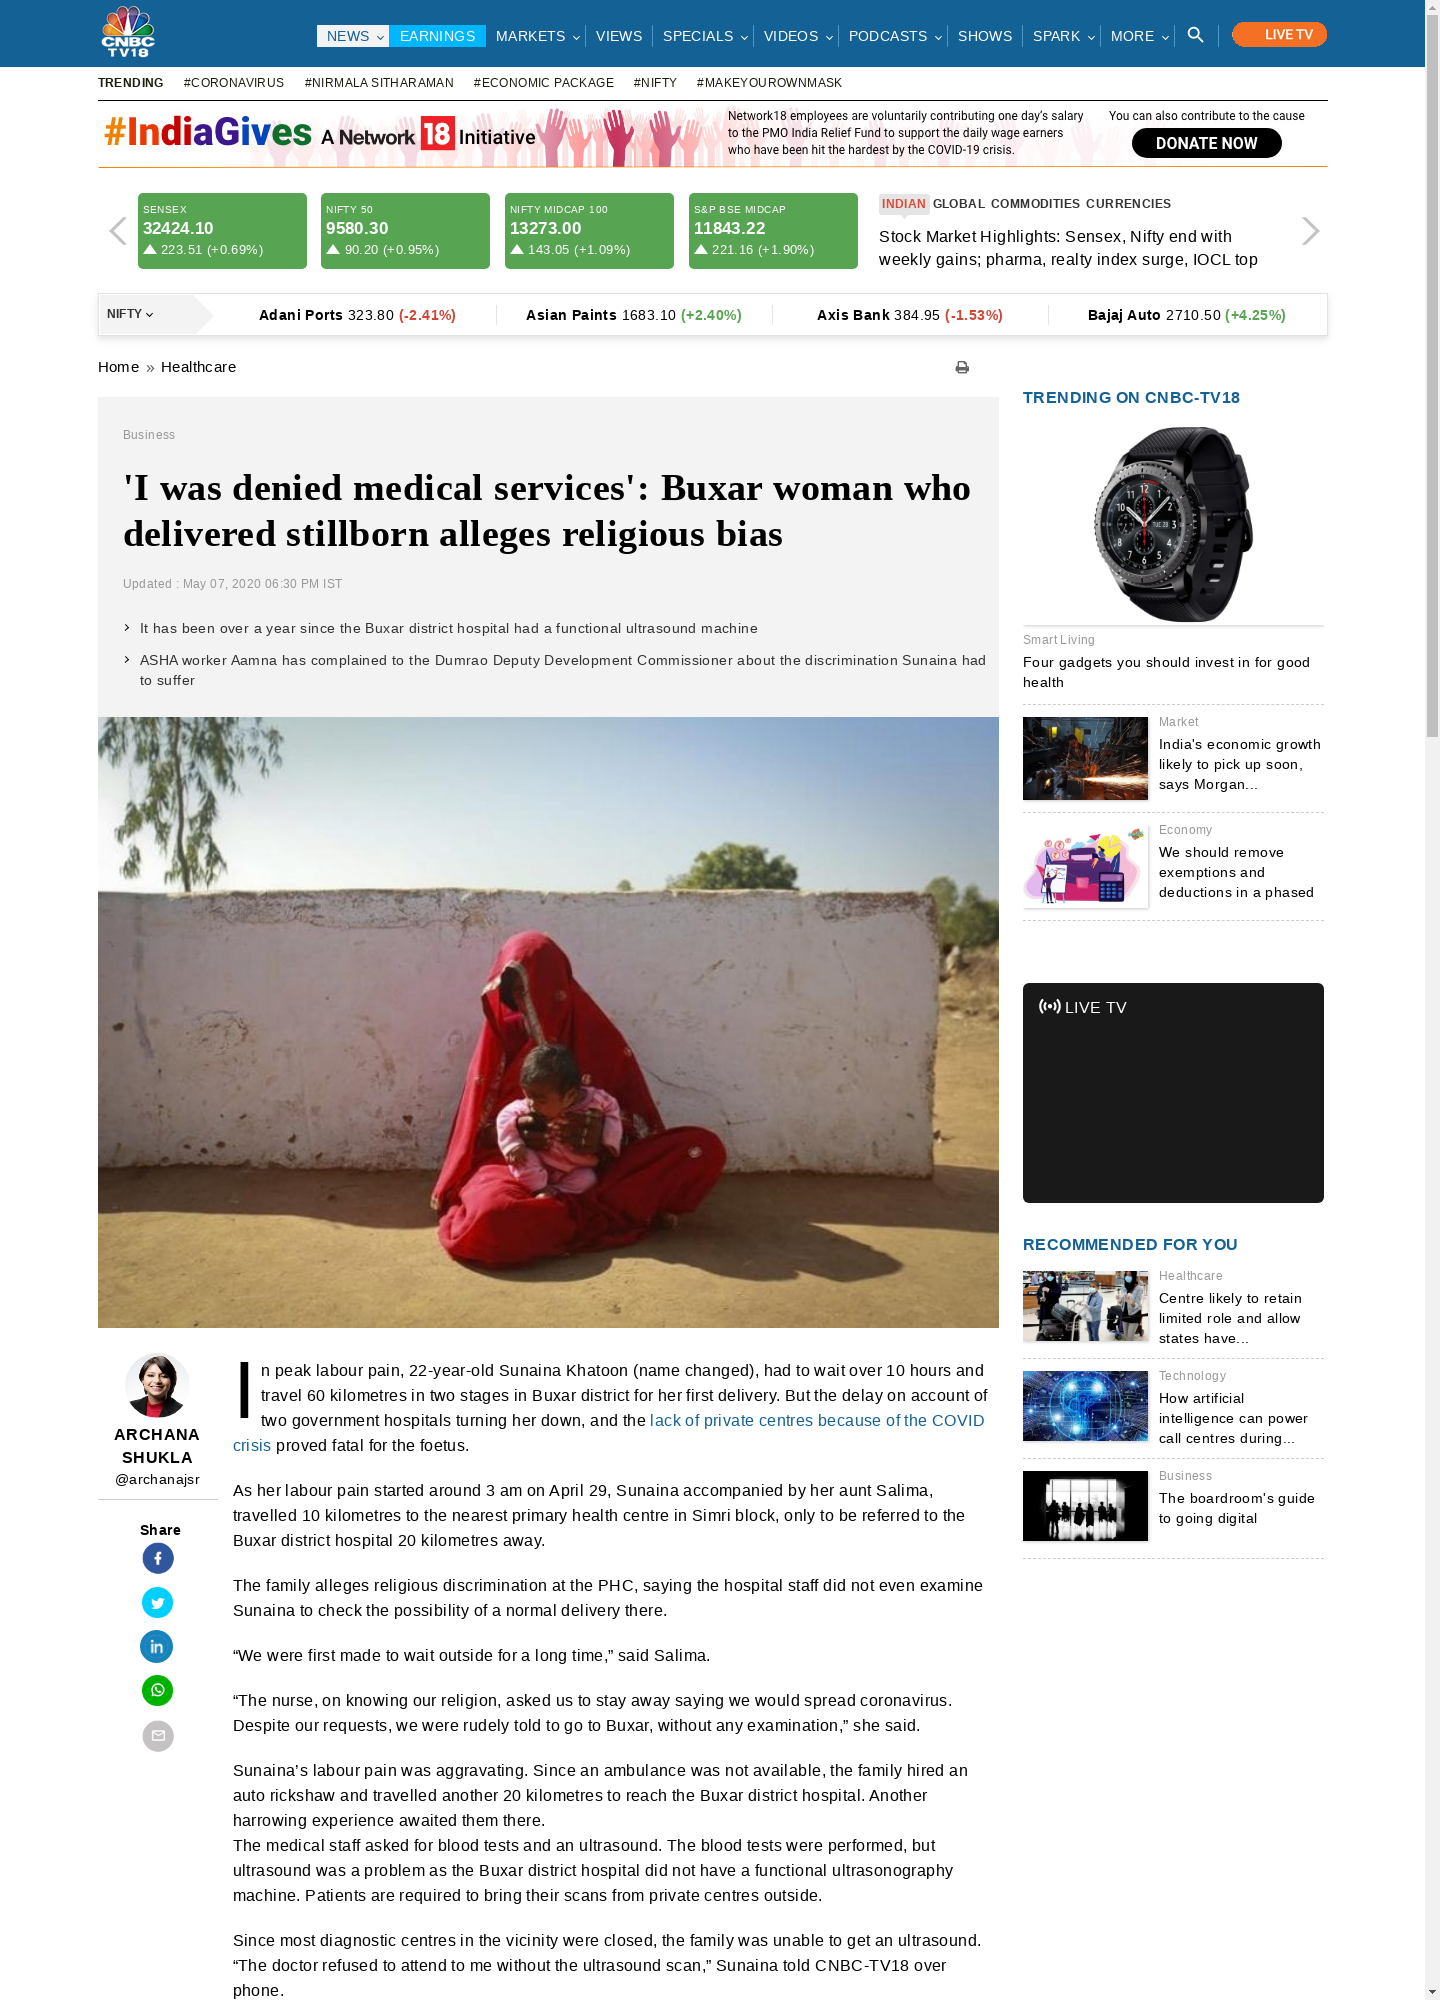 CNBC
TV18
NEWS
EARNINGS
MARKETS
VIEWS
SPECIALS
VIDEOS
PODCASTS
SHOWS
SPARK
MORE
LIVE TV
TRENDING
#CORONAVIRUS
#NIRMALA SITHARAMAN
#ECONOMIC PACKAGE
#NIFTY
#MAKEYOUROWNMASK
#IndiaGives A Network 18 Initiative
Network18 employees are voluntarily contributing one day's salary
to the PMO India Relief Fund to support the daily wage earners
who have been hit the hardest by the COVID-19 crisis.
You can also contribute to the cause
DONATE NOW
SENSEX
32424.10
223.51 (+0.69%)
NIFTY 50
9580.30
90.20 (+0.95%)
NIFTY MIDCAP 100
13273.00
143.05 (+1.09%)
S&P BSE MIDCAP
11843.22
221.16 (+1.90%)
INDIAN GLOBAL COMMODITIES CURRENCIES
Stock Market Highlights: Sensex, Nifty end with
weekly gains; pharma, realty index surge, IOCL top
NIFTY
Adani Ports 323.80 (-2.41%)
Asian Paints 1683.10 (+2.40%)
Axis Bank 384.95 (-1.53%)
Bajaj Auto 2710.50 (+4.25%)
Home » Healthcare
Business
'I was denied medical services': Buxar woman who
delivered stillborn alleges religious bias
Updated : May 07, 2020 06:30 PM IST
It has been over a year since the Buxar district hospital had a functional ultrasound machine
ASHA worker Aamna has complained to the Dumrao Deputy Development Commissioner about the discrimination Sunaina had
to suffer
ARCHANA
SHUKLA
@archanajsr
Share
In peak labour pain, 22-year-old Sunaina Khatoon (name changed), had to wait over 10 hours and
travel 60 kilometres in two stages in Buxar district for her first delivery. But the delay on account of
two government hospitals turning her down, and the lack of private centres because of the COVID
crisis proved fatal for the foetus.
As her labour pain started around 3 am on April 29, Sunaina accompanied by her aunt Salima,
travelled 10 kilometres to the nearest primary health centre in Simri block, only to be referred to the
Buxar district hospital 20 kilometres away.
The family alleges religious discrimination at the PHC, saying the hospital staff did not even examine
Sunaina to check the possibility of a normal delivery there.
“We were first made to wait outside for a long time,” said Salima.
“The nurse, on knowing our religion, asked us to stay away saying we would spread coronavirus.
Despite our requests, we were rudely told to go to Buxar, without any examination,” she said.
Sunaina’s labour pain was aggravating. Since an ambulance was not available, the family hired an
auto rickshaw and travelled another 20 kilometres to reach the Buxar district hospital. Another
harrowing experience awaited them there.
The medical staff asked for blood tests and an ultrasound. The blood tests were performed, but
ultrasound was a problem as the Buxar district hospital did not have a functional ultrasonography
machine. Patients are required to bring their scans from private centres outside.
Since most diagnostic centres in the vicinity were closed, the family was unable to get an ultrasound.
“The doctor refused to attend to me without the ultrasound scan,” Sunaina told CNBC-TV18 over
phone.
TRENDING ON CNBC-TV18
Smart Living
Four gadgets you should invest in for good
health
Market
India's economic growth
likely to pick up soon,
says Morgan...
Economy
We should remove
exemptions and
deductions in a phased
LIVE TV
RECOMMENDED FOR YOU
Healthcare
Centre likely to retain
limited role and allow
states have...
Technology
How artificial
intelligence can power
call centres during...
Business
The boardroom's guide
to going digital